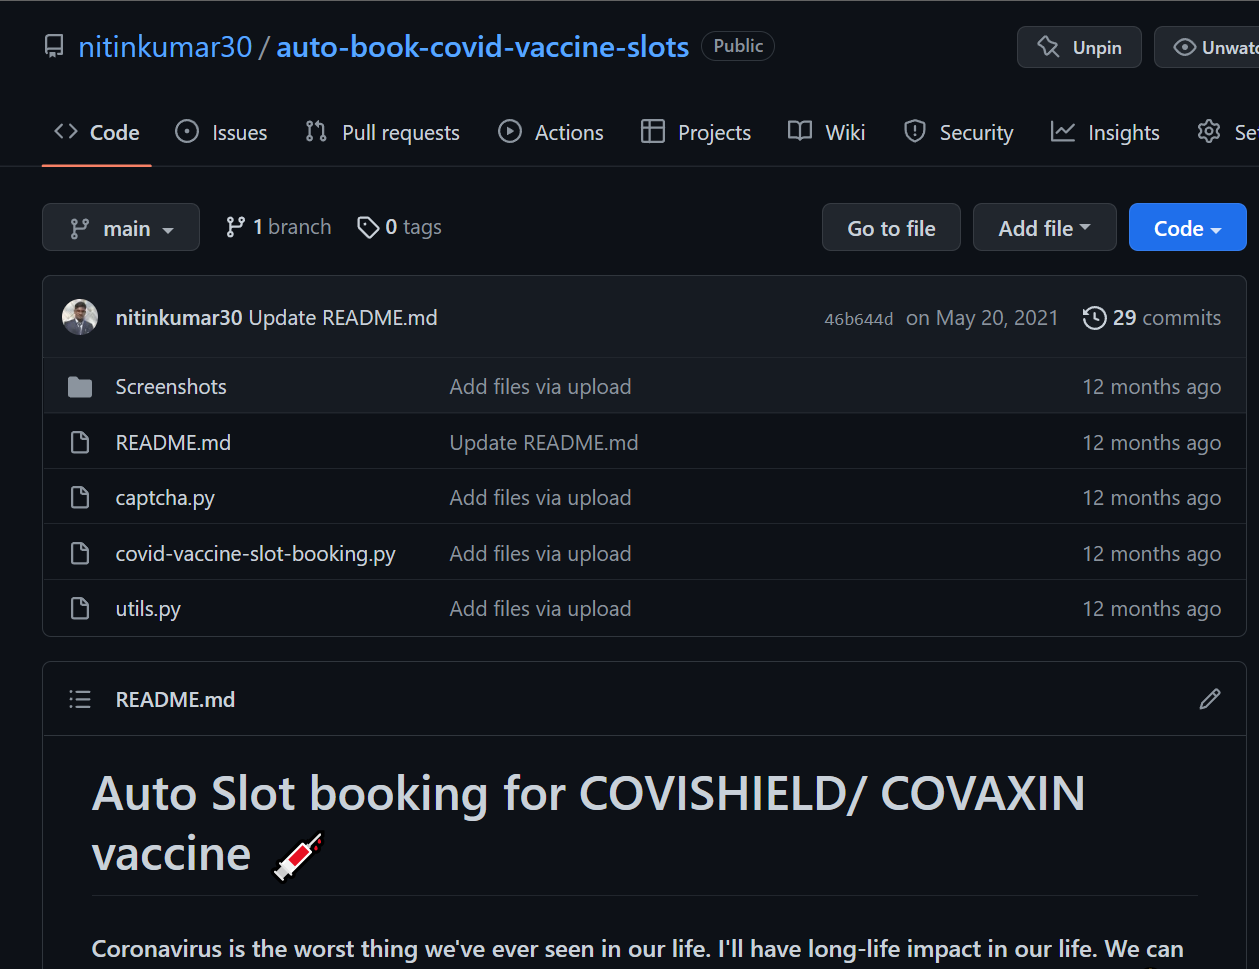 nitinkumar30 / auto-book-covid-vaccine-slots Public Unpin
Code Issues Pull requests Actions Projects Wiki Security Insights
main 1 branch 0 tags Go to file Add file Code
nitinkumar30 Update README.md 46b644d on May 20, 2021 29 commits
Screenshots Add files via upload 12 months ago
README.md Update README.md 12 months ago
captcha.py Add files via upload 12 months ago
covid-vaccine-slot-booking.py Add files via upload 12 months ago
utils.py Add files via upload 12 months ago
README.md
Auto Slot booking for COVISHIELD/ COVAXIN
vaccine
Coronavirus is the worst thing we've ever seen in our life. I'll have long-life impact in our life. We can